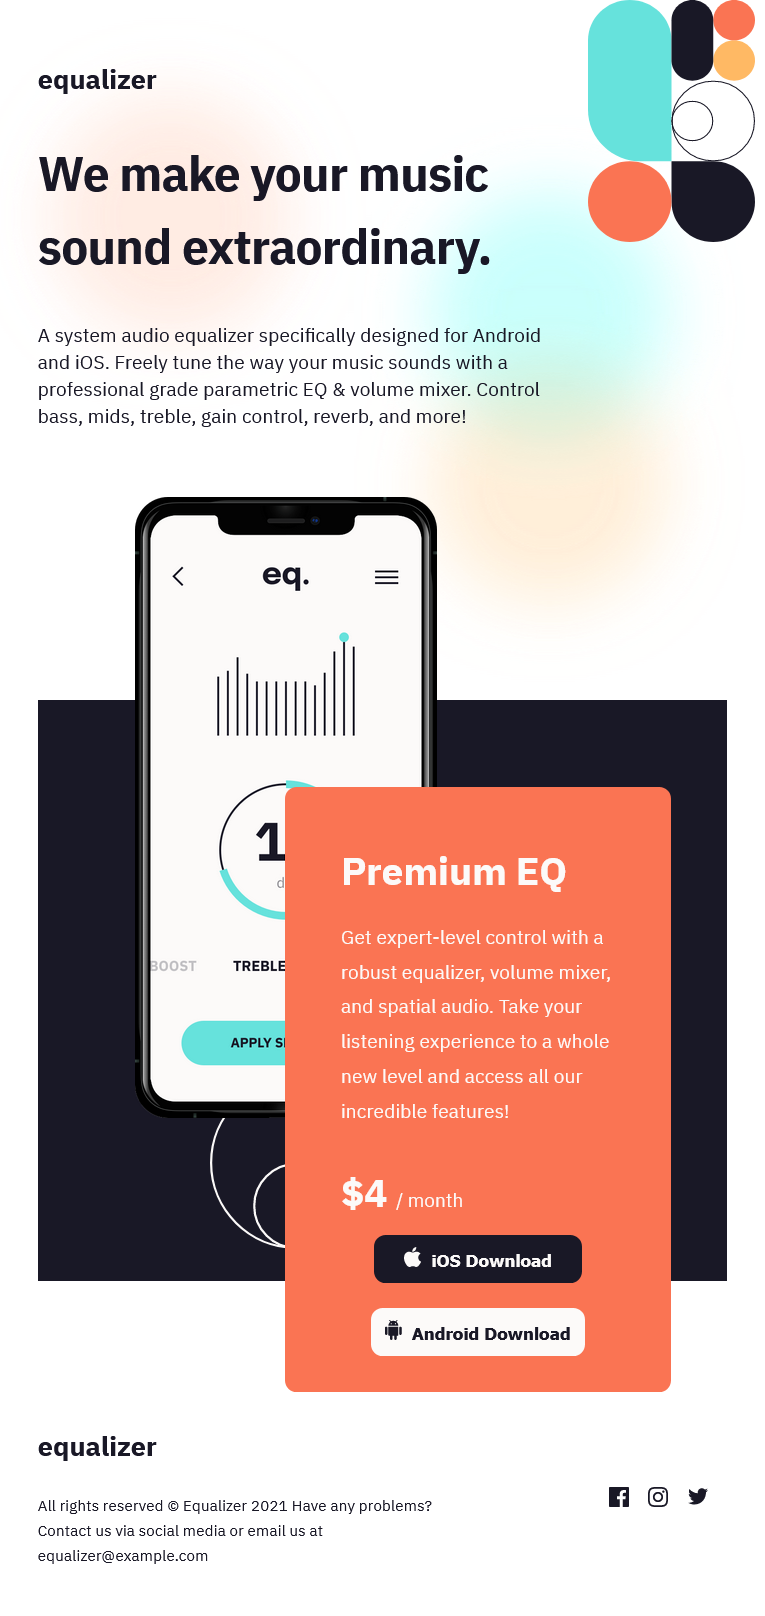 equalizer
We make your music
sound extraordinary.
A system audio equalizer specifically designed for Android
and iOS. Freely tune the way your music sounds with a
professional grade parametric EQ & volume mixer. Control
bass, mids, treble, gain control, reverb, and more!
eq.
BOOST TREBLE
APPLY
Premium EQ
Get expert-level control with a
robust equalizer, volume mixer,
and spatial audio. Take your
listening experience to a whole
new level and access all our
incredible features!
$4 / month
iOS Download
Android Download
equalizer
All rights reserved © Equalizer 2021 Have any problems?
Contact us via social media or email us at
equalizer@example.com